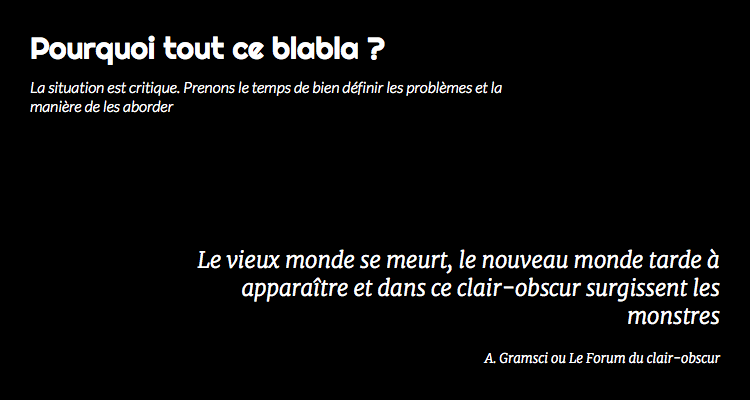 Pourquoi tout ce blabla ?
La situation est critique. Prenons le temps de bien définir les problèmes et la
manière de les aborder
Le vieux monde se meurt, le nouveau monde tarde à
apparaître et dans ce clair-obscur surgissent les
monstres
A. Gramsci ou Le Forum du clair-obscur